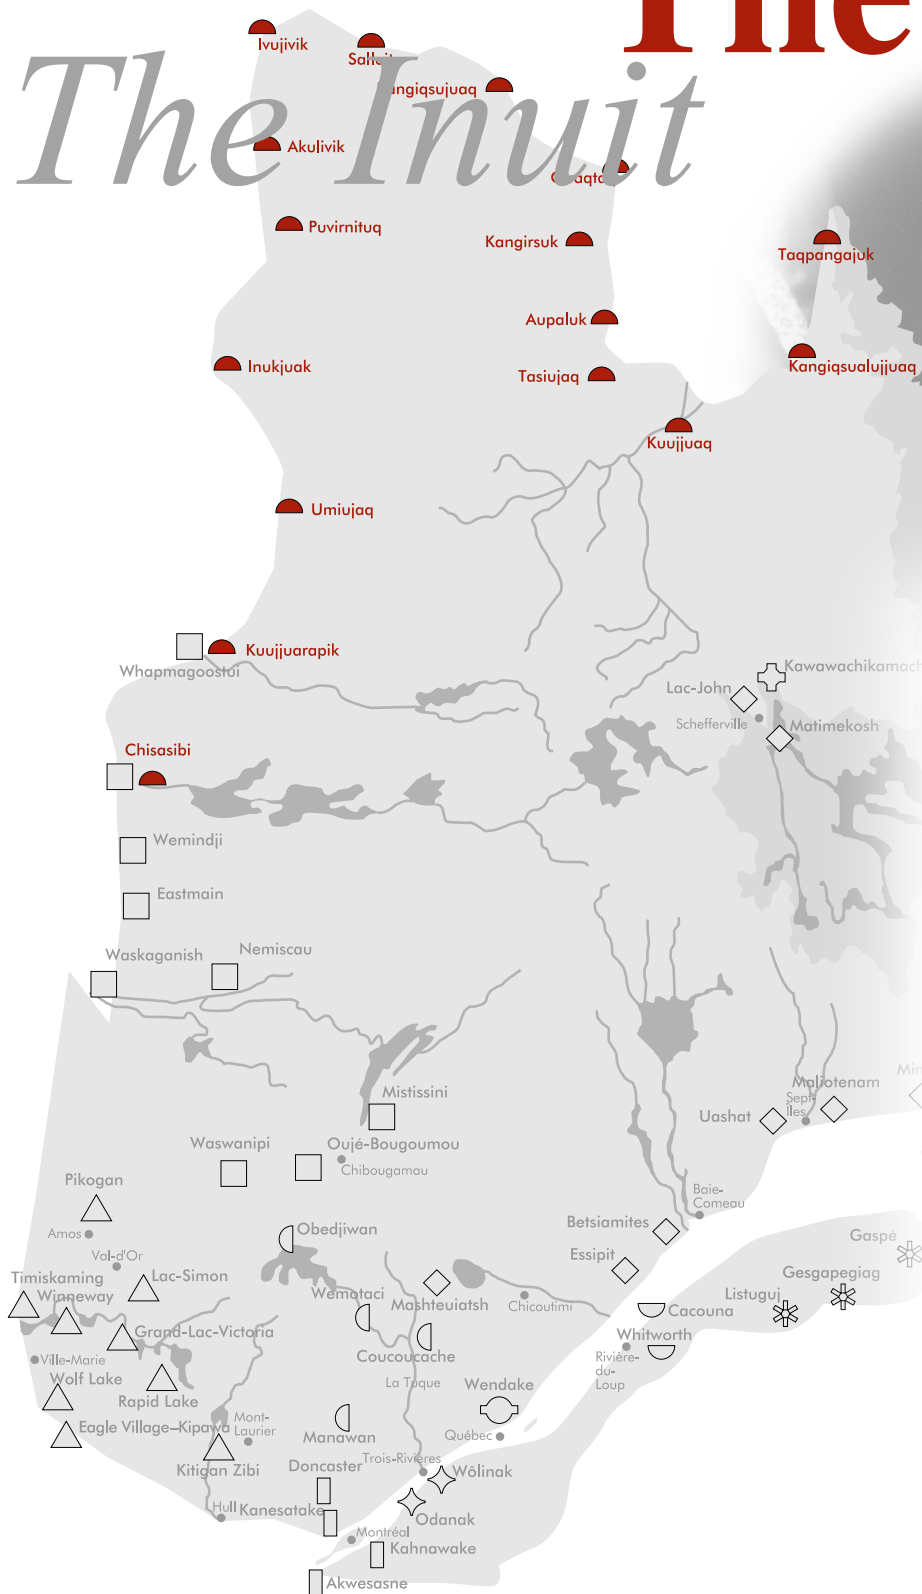 The
The Inuit
Ivujivik
Akulivik
Puvirnituq
Kangirsuk
Taqpangajuk
Aupaluk
Inukjuak
Tasiujaq
Kangiqsualujjuaq
Kuujjuaq
Umiujaq
Kuujjuarapik
Whapmagoostui
Lac-John
Schefferville
Matimekosh
Chisasibi
Wemindji
Eastmain
Waskaganish
Nemiscau
Mistissini
Maliotenam
Sept-
Îles
Uashat
Waswanipi
Oujé-Bougoumou
Chibougamau
Pikogan
Amos
Val-d'Or
Obedjiwan
Baie-
Comeau
Betsiamites
Essipit
Gaspé
Gesgapegiag
Listuguj
Timiskaming
Winneway
Lac-Simon
Wemotaci
Mashteuiatsh
Chicoutimi
Cacouna
Whitworth
Rivière-
du-
Loup
Grand-Lac-Victoria
Ville-Marie
Coucoucache
La Tuque
Wolf Lake
Rapid Lake
Wendake
Québec
Eagle Village–Kipawa
Mont-
Laurier
Manawan
Kitigan Zibi
Doncaster
Trois-Rivières
Wôlinak
Hull
Kanesatake
Odanak
Montréal
Kahnawake
Akwesasne